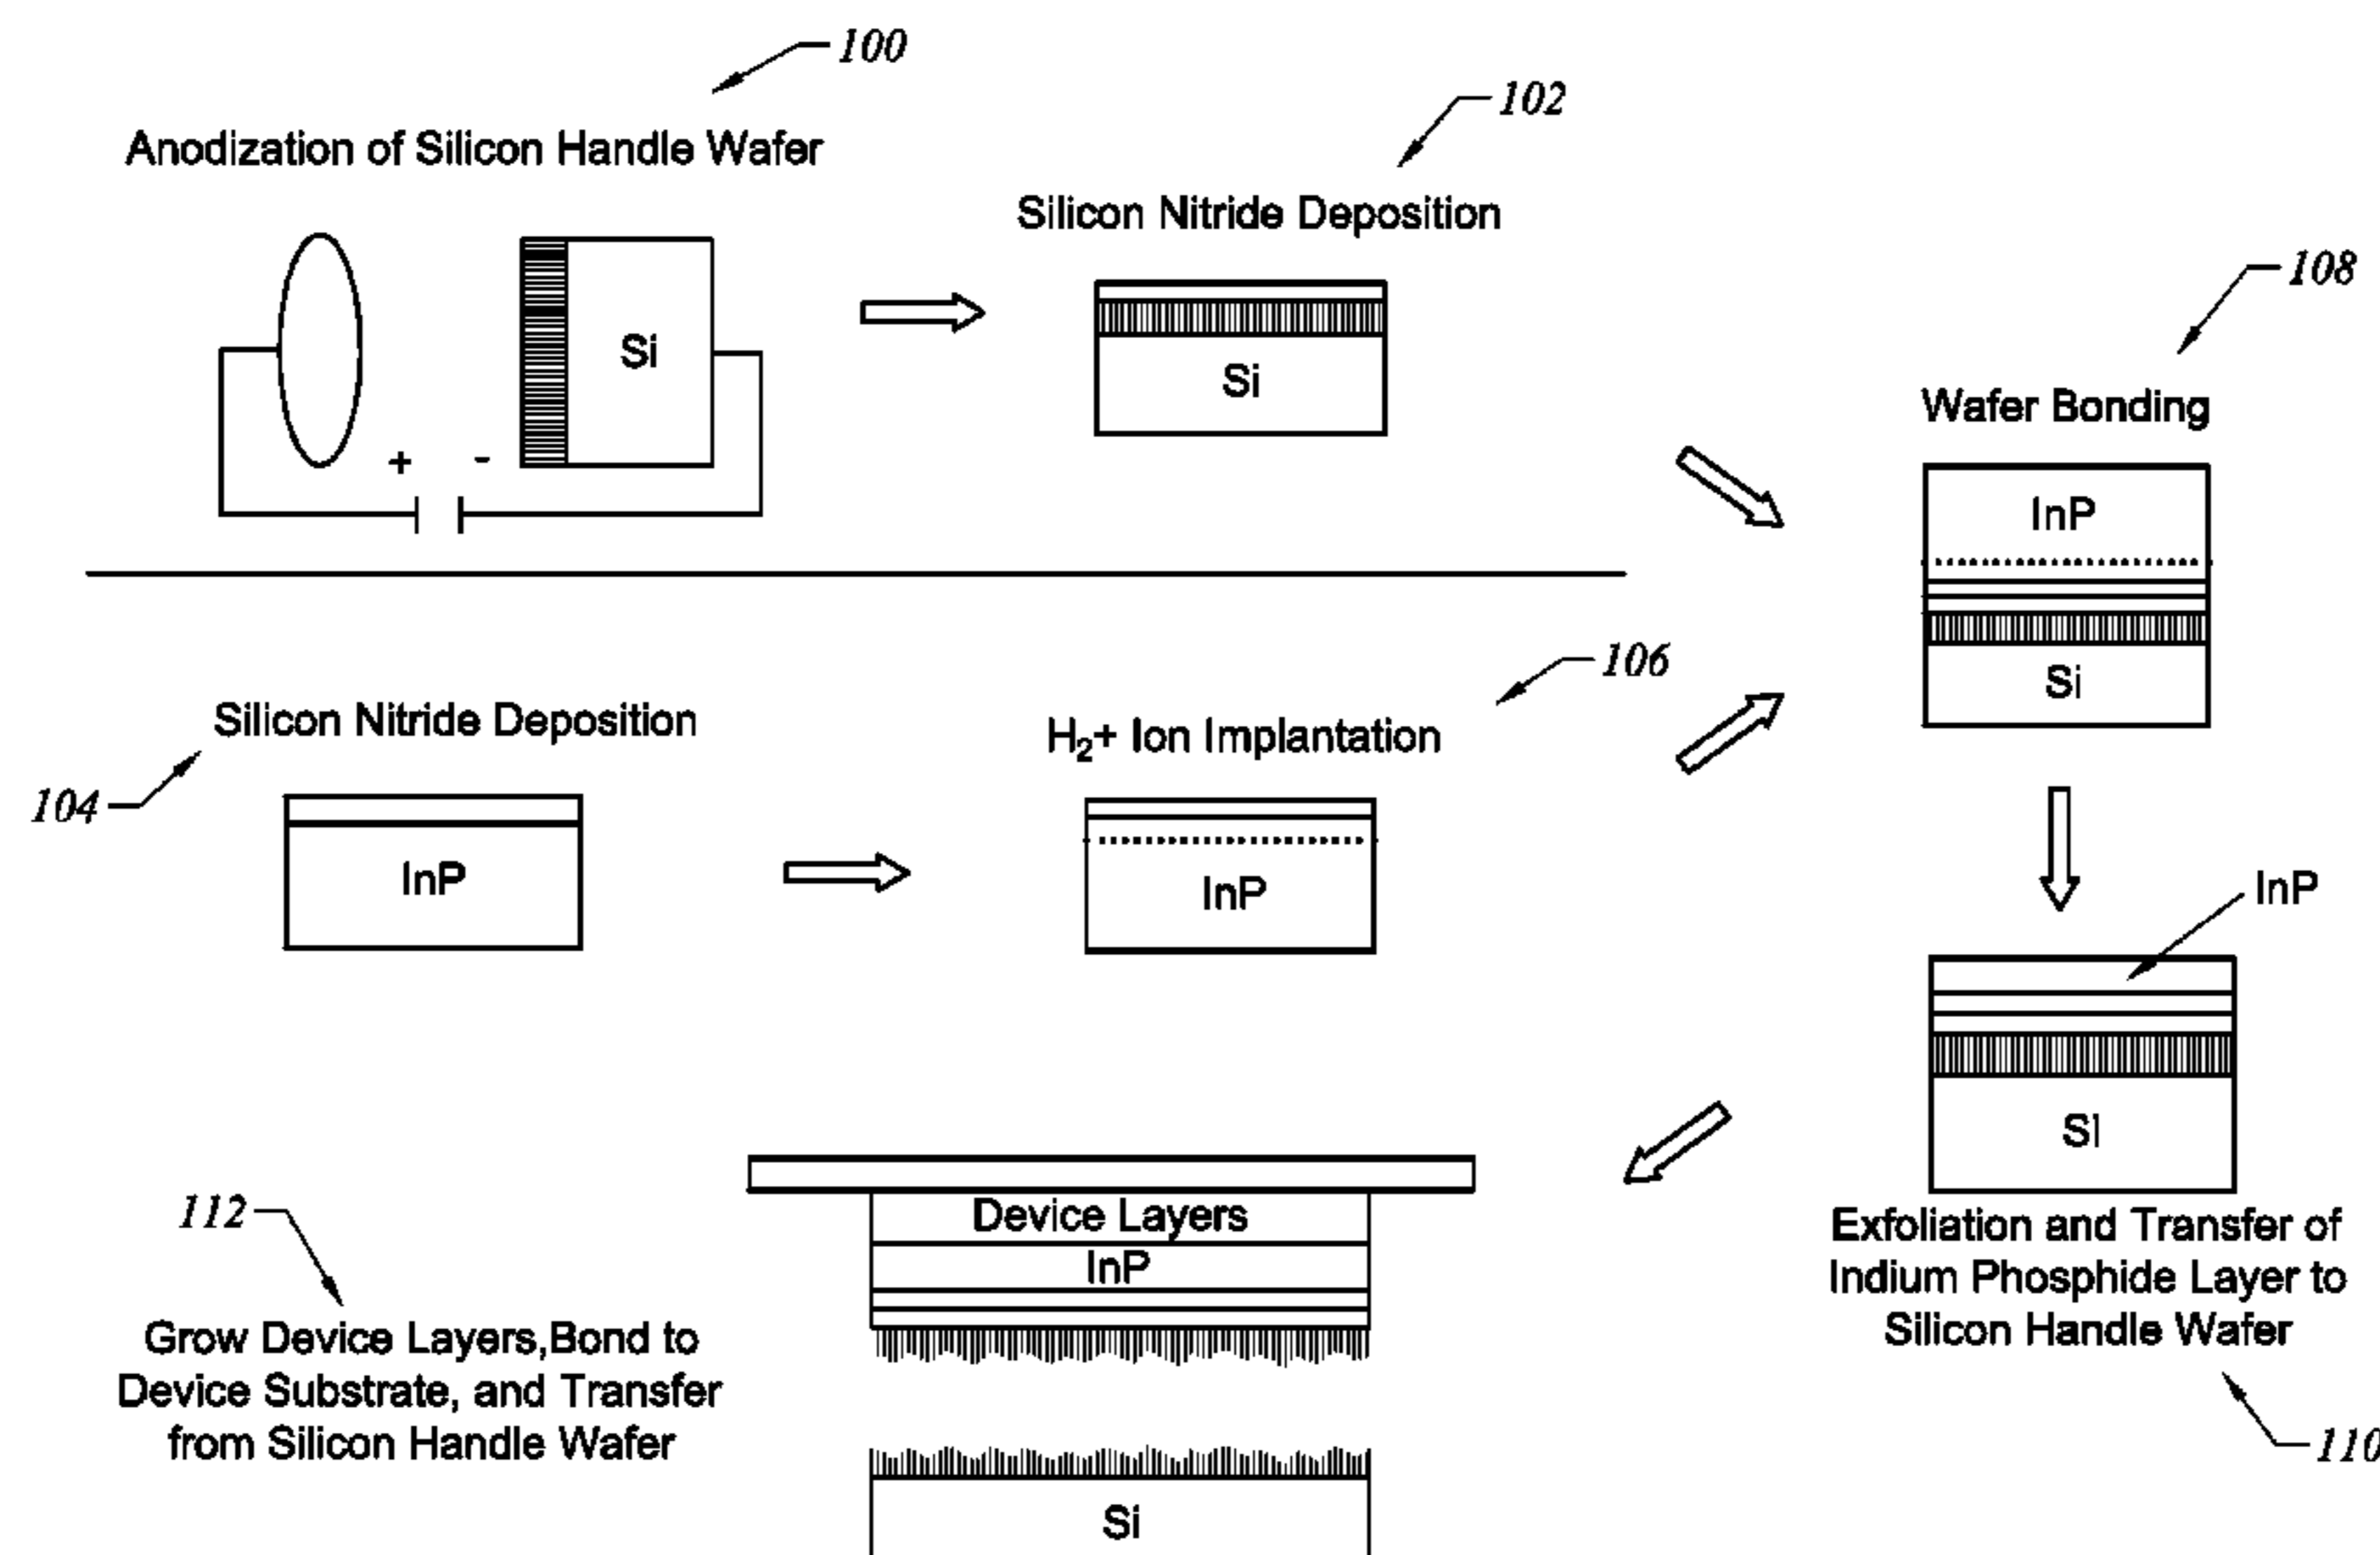 100
Anodization of Silicon Handle Wafer
Si
+ -
102
Silicon Nitride Deposition
Si
108
Wafer Bonding
InP
Si
104
Silicon Nitride Deposition
InP
106
H₂+ Ion Implantation
InP
InP
Si
Exfoliation and Transfer of
Indium Phosphide Layer to
Silicon Handle Wafer
110
112
Grow Device Layers,Bond to
Device Substrate, and Transfer
from Silicon Handle Wafer
Device Layers
InP
Si